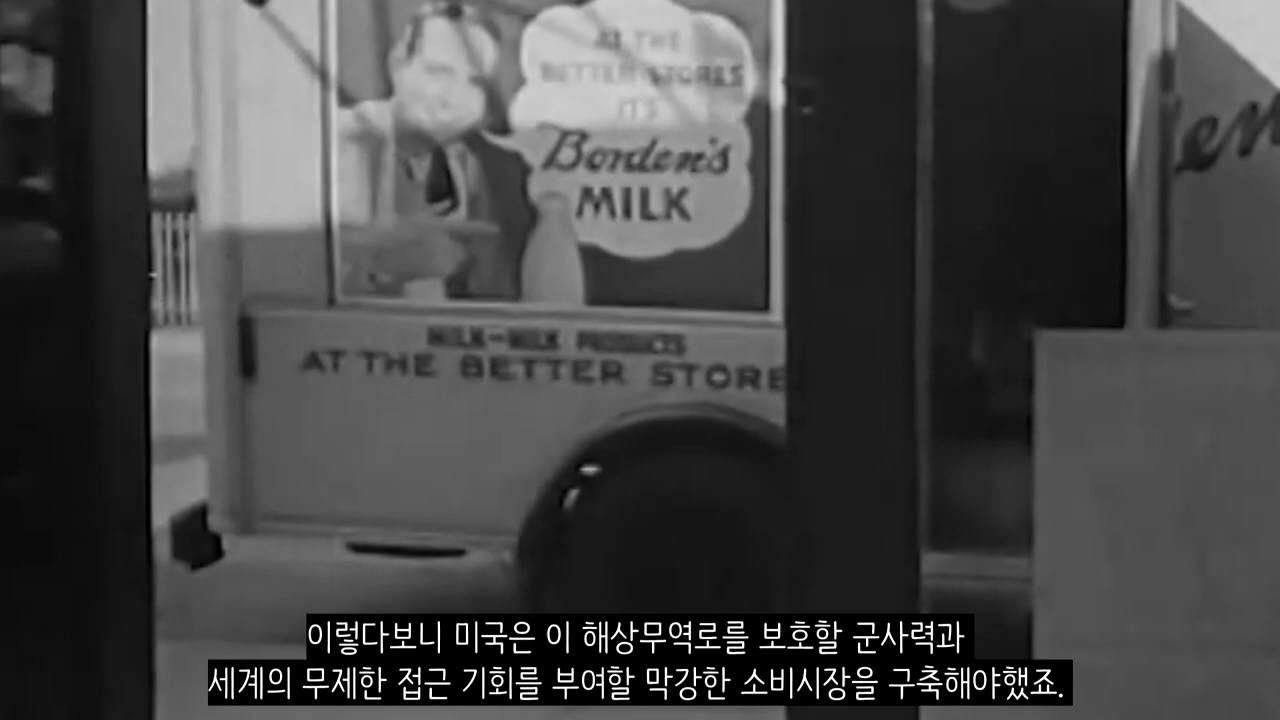 AT THE
BETTER STORES
IT'S
Borden's
MILK
MILK-MILK PRODUCTS
AT THE BETTER STORE
이렇다보니 미국은 이 해상무역로를 보호할 군사력과
세계의 무제한 접근 기회를 부여할 막강한 소비시장을 구축해야했죠.